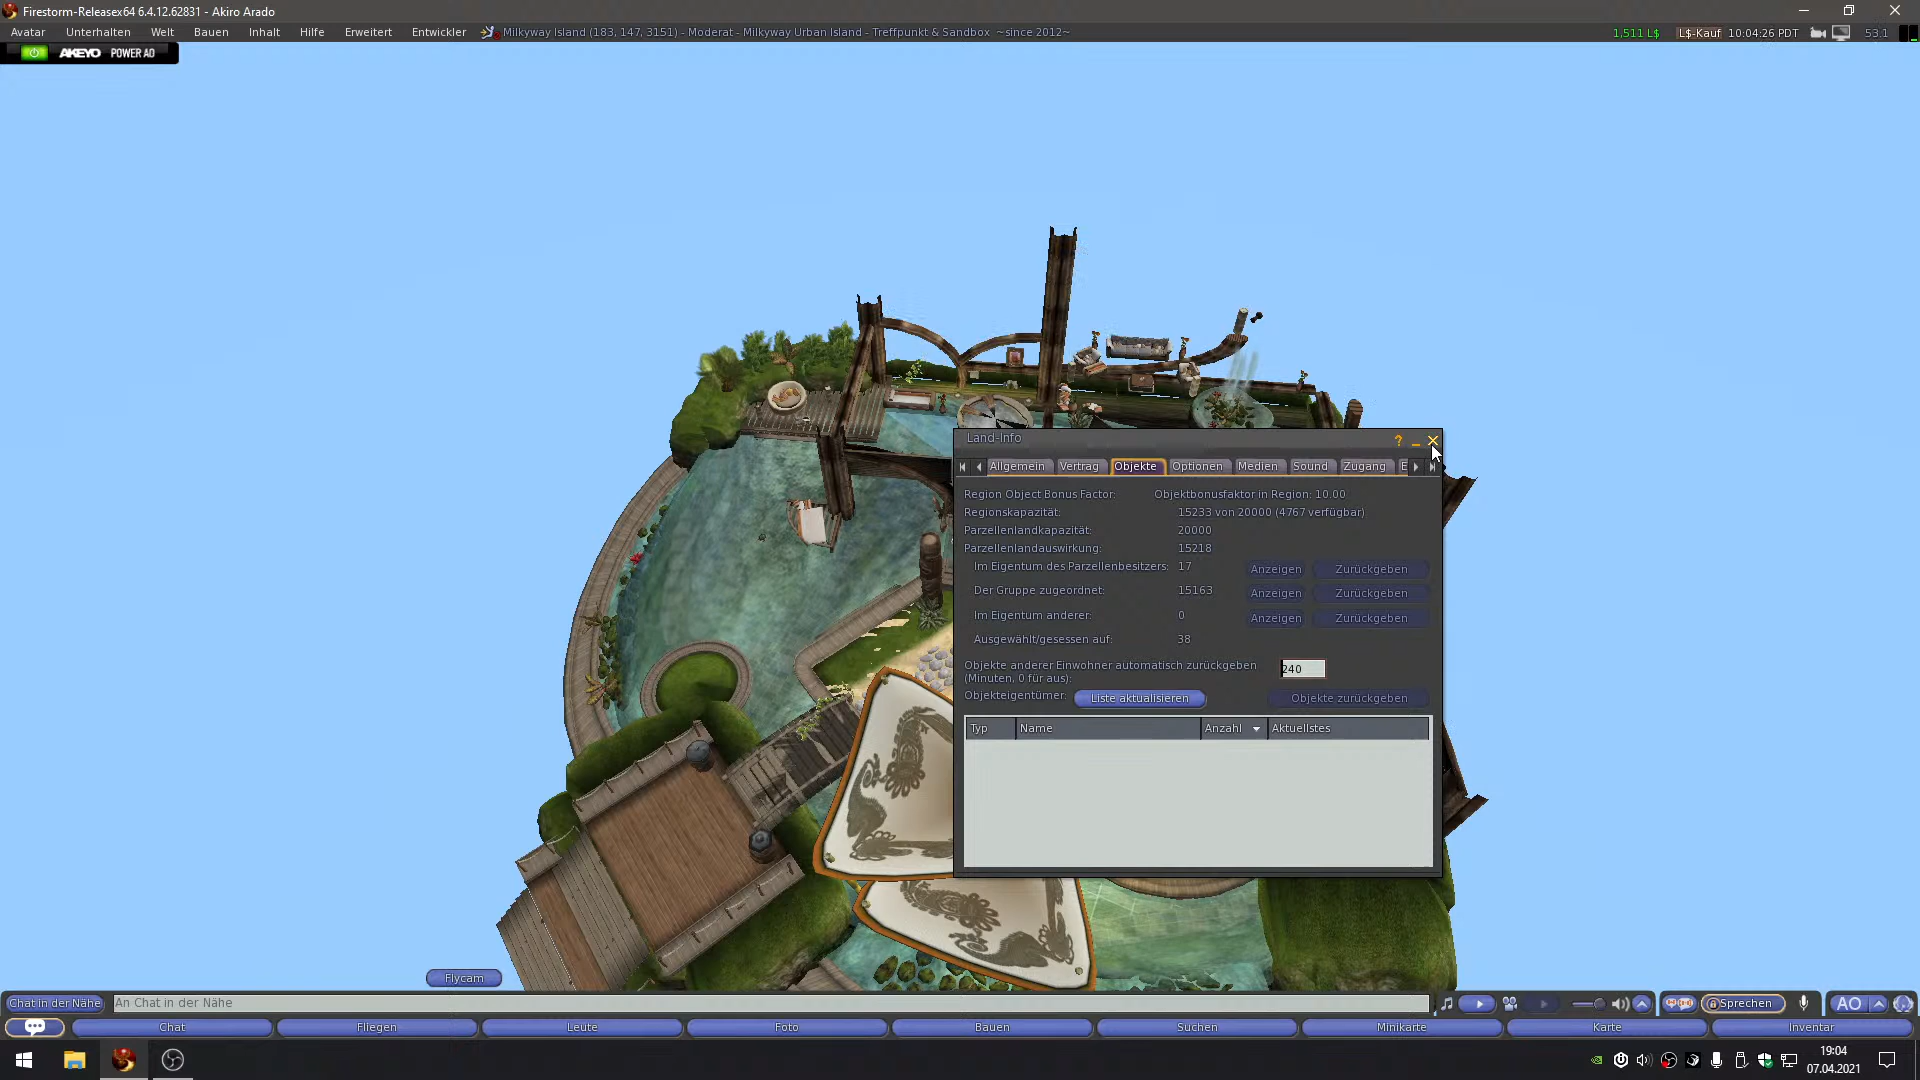 Firestorm-Releasex64 6.4.12.62831 - Akiro Arado
Avatar Unterhalten Welt Bauen Inhalt Hilfe Erweitert Entwickler Milkyway Island (183, 147, 3151) - Moderat - Milkyway Urban Island - Treffpunkt & Sandbox ~since 2012~ 1,511 L$ L$-Kauf 10:04:26 PDT 53.1
AKEYO POWER AO
Land-Info
Allgemein Vertrag Objekte Optionen Medien Sound Zugang E
Region Object Bonus Factor: Objektbonusfaktor in Region: 10.00
Regionskapazität: 15233 von 20000 (4767 verfügbar)
Parzellenlandkapazität: 20000
Parzellenlandauswirkung: 15218
Im Eigentum des Parzellenbesitzers: 17 Anzeigen Zurückgeben
Der Gruppe zugeordnet: 15163 Anzeigen Zurückgeben
Im Eigentum anderer: 0 Anzeigen Zurückgeben
Ausgewählt/gesessen auf: 38
Objekte anderer Einwohner automatisch zurückgeben 240
(Minuten, 0 für aus):
Objekteigentümer: Liste aktualisieren Objekte zurückgeben
Typ Name Anzahl Aktuellstes
Flycam
Chat in der Nähe An Chat in der Nähe Sprechen AO
Chat Fliegen Leute Foto Bauen Suchen Minikarte Karte Inventar
19:04
07.04.2021